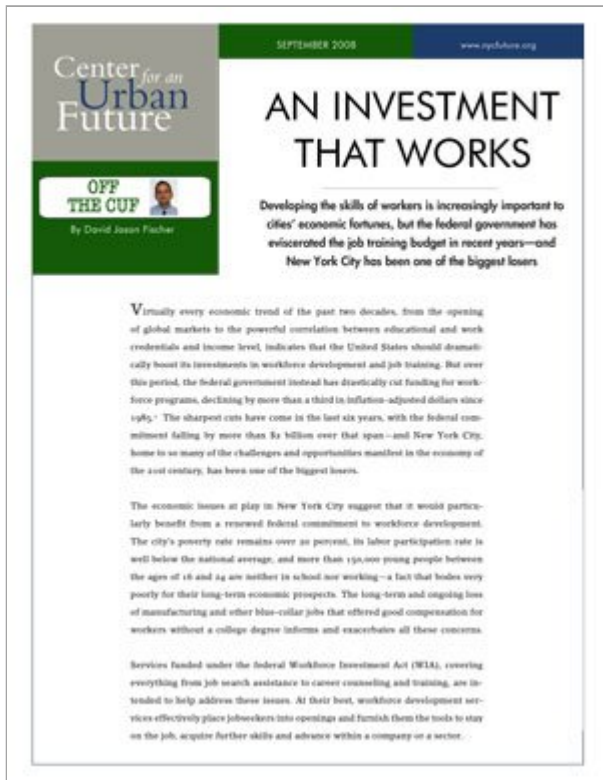 SEPTEMBER 2008
www.nycfuture.org
Center for an
Urban
Future
AN INVESTMENT
THAT WORKS
OFF
THE CUF
By David Jason Fischer
Developing the skills of workers is increasingly important to
cities' economic fortunes, but the federal government has
eviscerated the job training budget in recent years—and
New York City has been one of the biggest losers
Virtually every economic trend of the past two decades, from the opening
of global markets to the powerful correlation between educational and work
credentials and income level, indicates that the United States should dramati-
cally boost its investments in workforce development and job training. But over
this period, the federal government instead has drastically cut funding for work-
force programs, declining by more than a third in inflation-adjusted dollars since
1985.¹ The sharpest cuts have come in the last six years, with the federal com-
mitment falling by more than $2 billion over that span—and New York City,
home to so many of the challenges and opportunities manifest in the economy of
the 21st century, has been one of the biggest losers.
The economic issues at play in New York City suggest that it would particu-
larly benefit from a renewed federal commitment to workforce development.
The city's poverty rate remains over 20 percent, its labor participation rate is
well below the national average, and more than 150,000 young people between
the ages of 16 and 24 are neither in school nor working—a fact that bodes very
poorly for their long-term economic prospects. The long-term and ongoing loss
of manufacturing and other blue-collar jobs that offered good compensation for
workers without a college degree informs and exacerbates all these concerns.
Services funded under the federal Workforce Investment Act (WIA), covering
everything from job search assistance to career counseling and training, are in-
tended to help address these issues. At their best, workforce development ser-
vices effectively place jobseekers into openings and furnish them the tools to stay
on the job, acquire further skills and advance within a company or a sector.